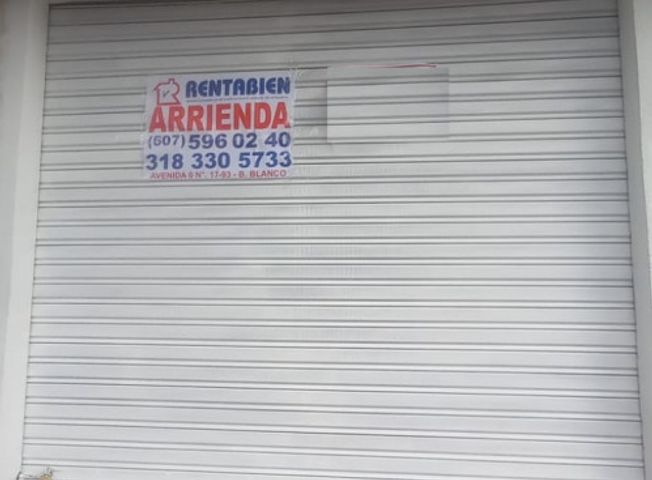 RENTABIEN
ARRIENDA
(607) 596 02 40
318 330 5733
AVENIDA 6 N°. 17-93 - B. BLANCO